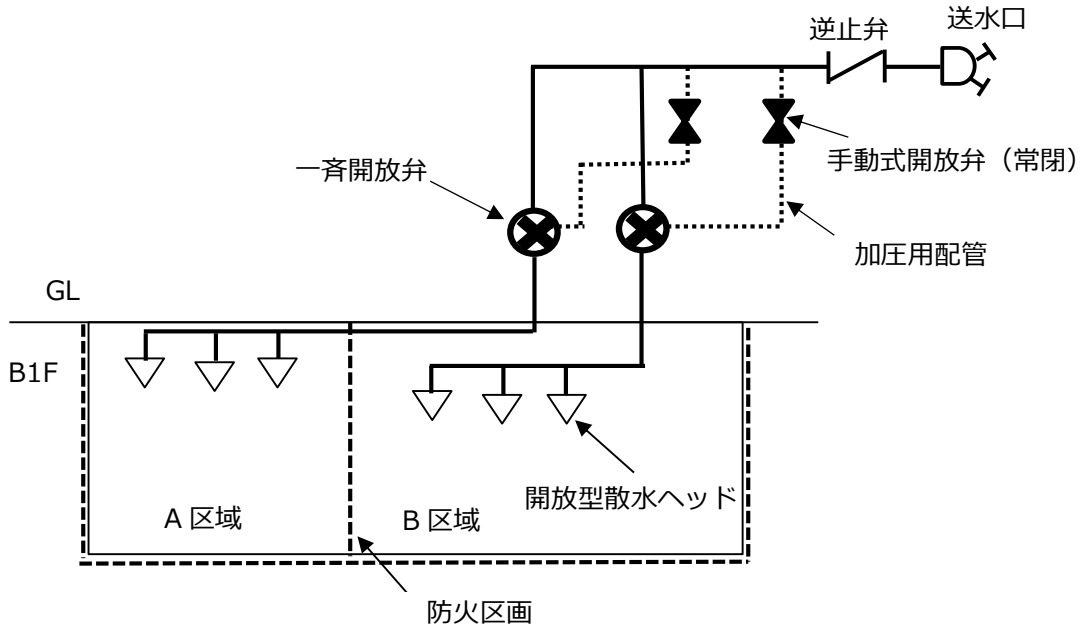 送水口
逆止弁
手動式開放弁（常閉）
一斉開放弁
加圧用配管
GL
B1F
開放型散水ヘッド
A 区域
B 区域
防火区画